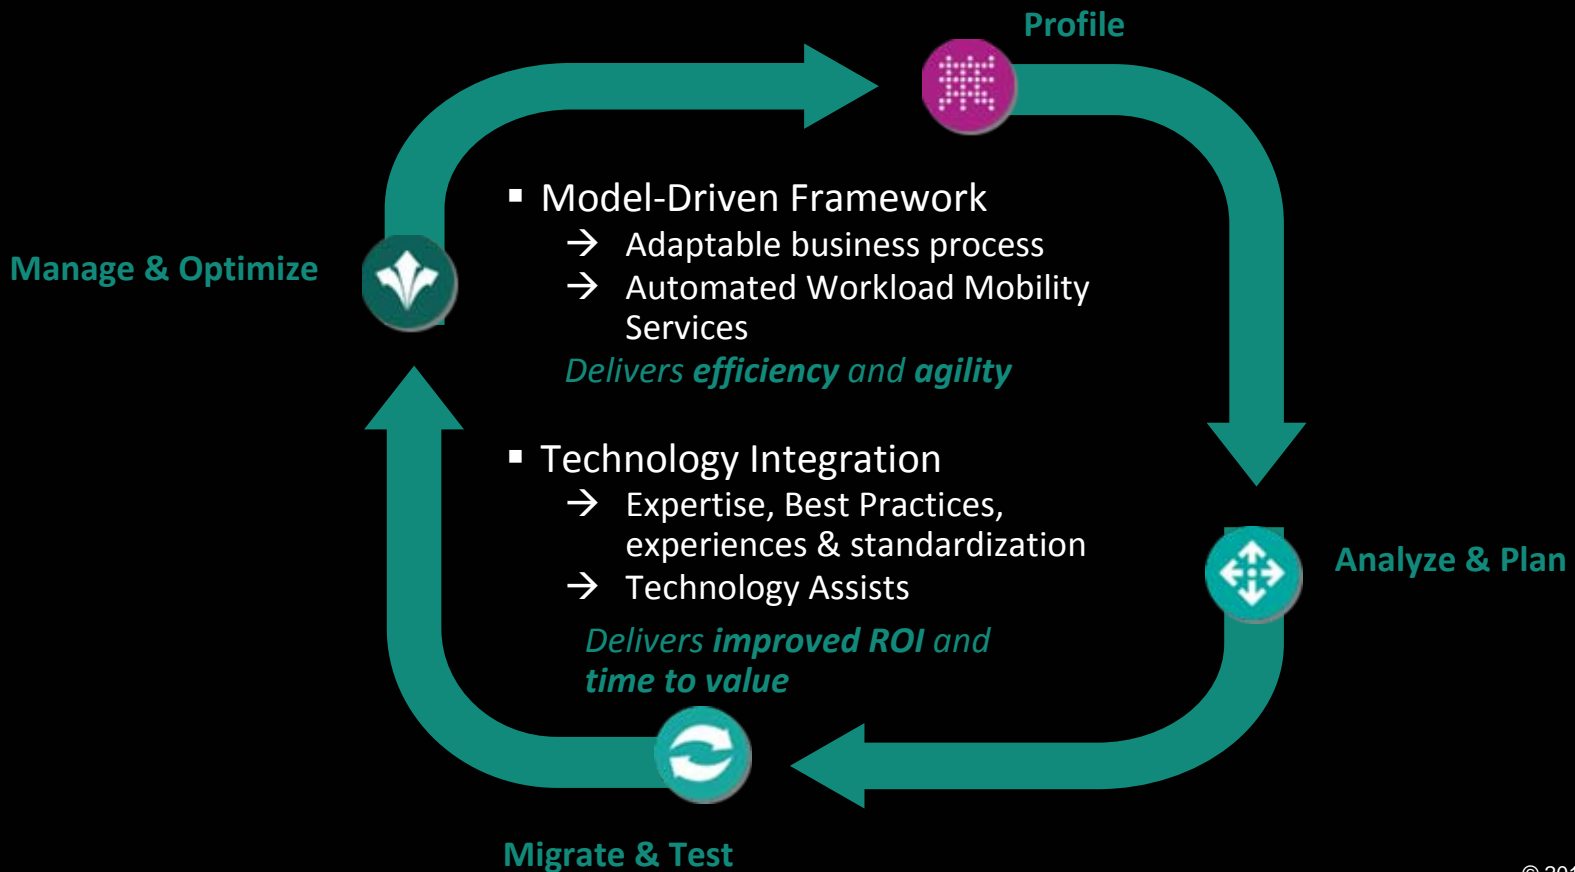 Profile
▪ Model-Driven Framework
→ Adaptable business process
→ Automated Workload Mobility
Services
Manage & Optimize
Delivers efficiency and agility
▪ Technology Integration
→ Expertise, Best Practices,
experiences & standardization
→ Technology Assists
Analyze & Plan
Delivers improved ROI and
time to value
Migrate & Test
© 201